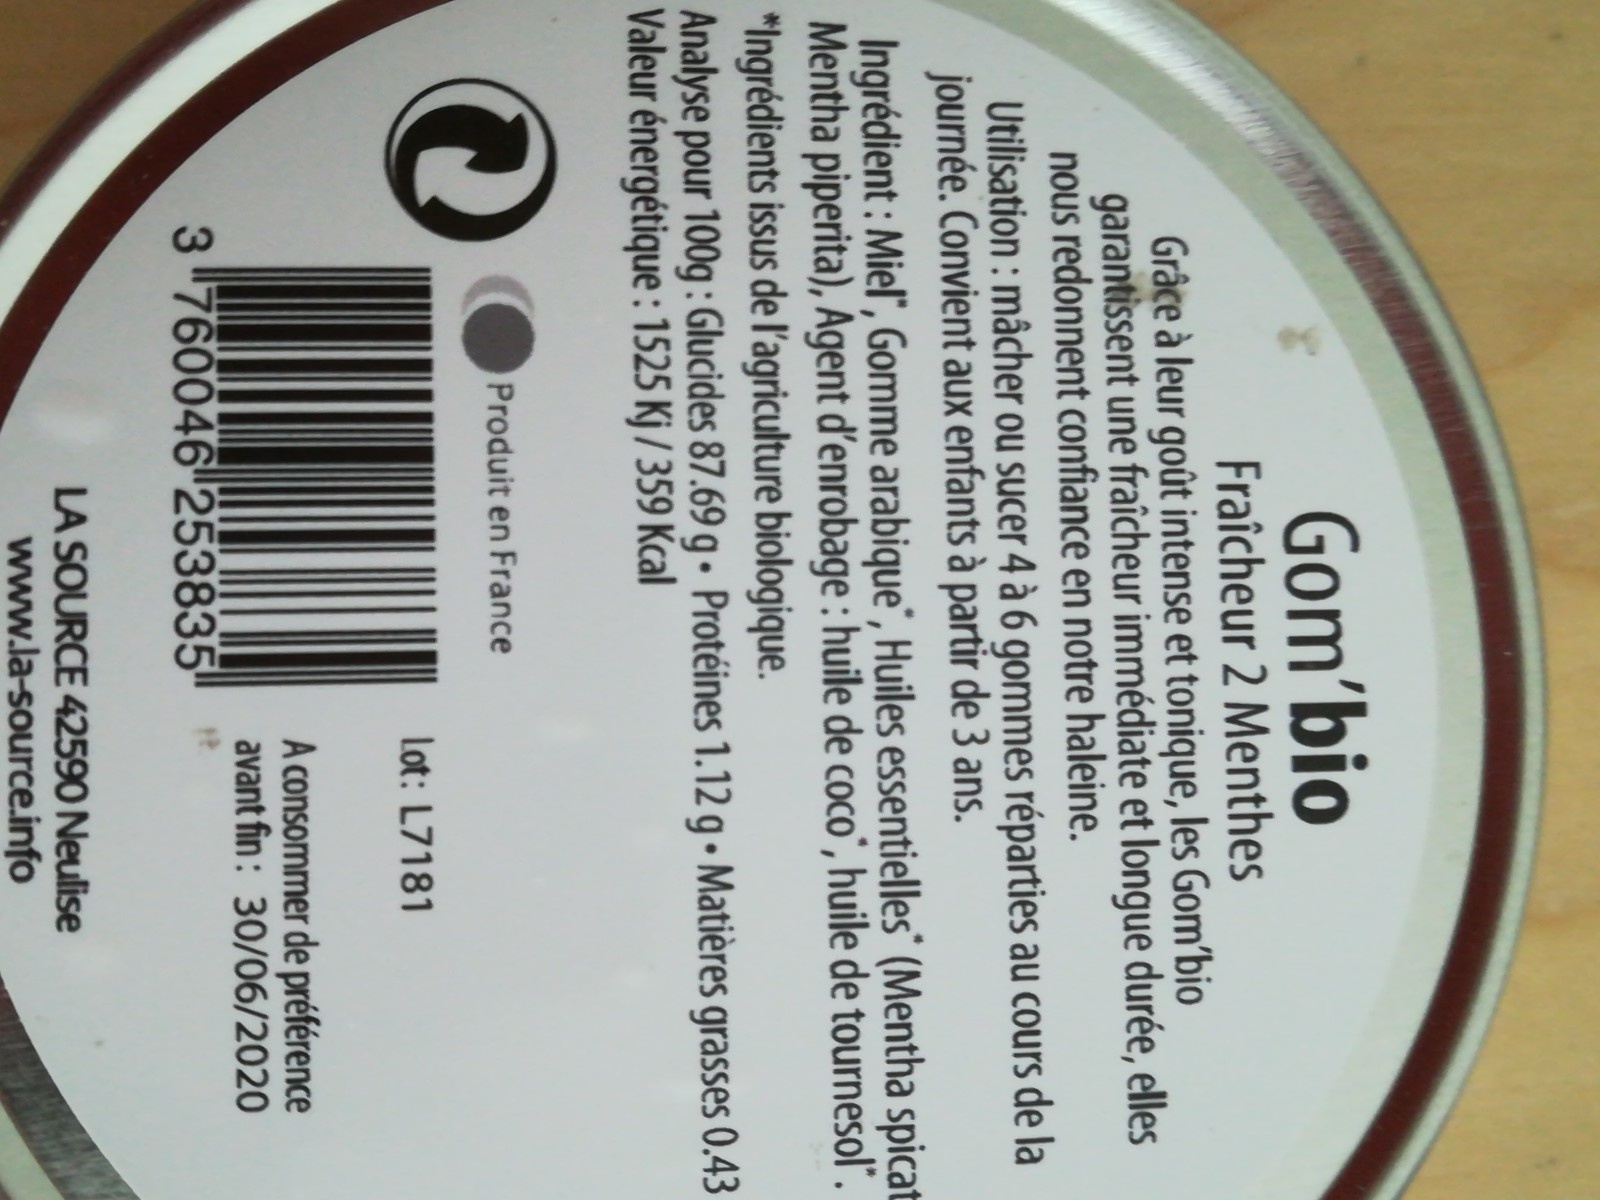 Gom'bio
Fraîcheur 2 Menthes
Grâce à leur goût intense et tonique, les Gom'bio
garantissent une fraîcheur immédiate et longue durée, elles
nous redonnent confiance en notre haleine.
Utilisation : mâcher ou sucer 4 à 6 gommes réparties au cours de la
journée. Convient aux enfants à partir de 3 ans.
Ingrédient : Miel*, Gomme arabique*, Huiles essentielles* (Mentha spicat
Mentha piperita), Agent d'enrobage : huile de coco*, huile de tournesol*.
*Ingrédients issus de l'agriculture biologique.
Analyse pour 100g : Glucides 87.69 g • Protéines 1.12 g • Matières grasses 0.43
Valeur énergétique : 1525 Kj / 359 Kcal
Produit en France
3 760046 253835
Lot : L7181
A consommer de préférence
avant fin : 30/06/2020
LA SOURCE 42590 Neulise
www.la-source.info